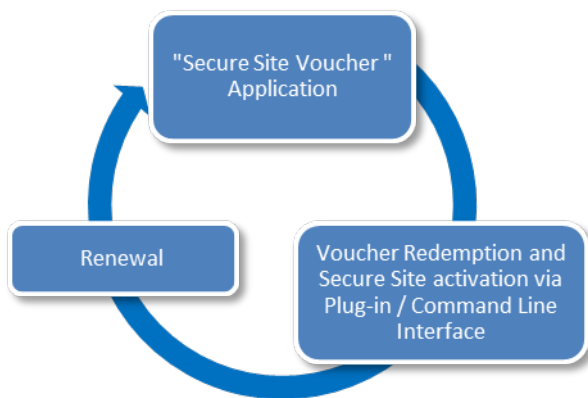 "Secure Site Voucher "
Application
Renewal
Voucher Redemption and
Secure Site activation via
Plug-in / Command Line
Interface